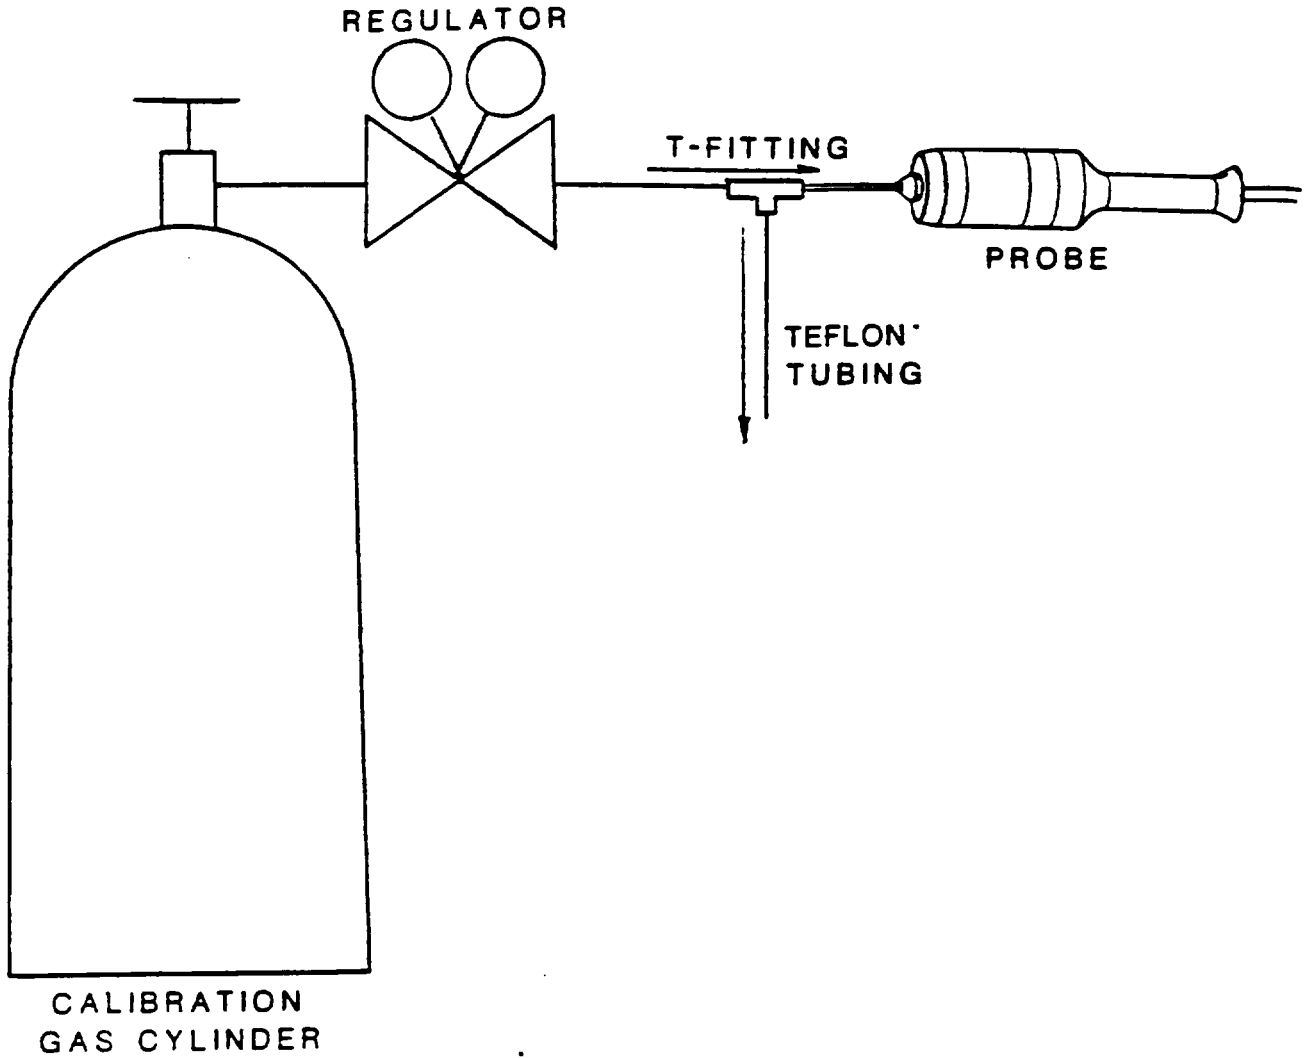 REGULATOR
T-FITTING
PROBE
TEFLON
TUBING
CALIBRATION
GAS CYLINDER